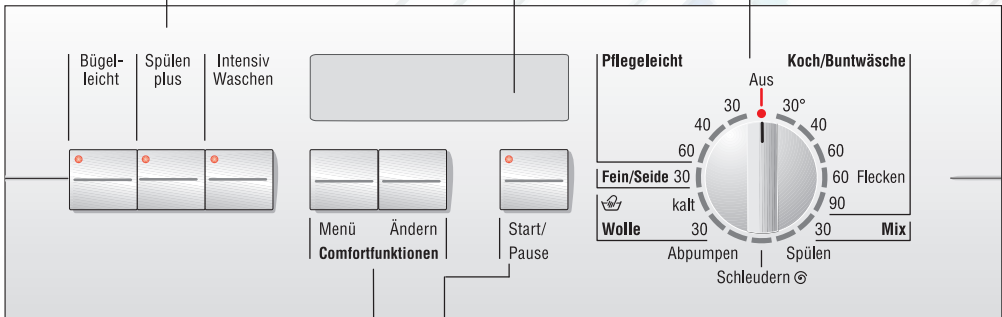 Bügel-
leicht
Spülen
plus
Intensiv
Waschen
Menü
Ändern
Comfortfunktionen
Start/
Pause
Pflegeleicht
Koch/Buntwäsche
Aus
30
30°
40
40
60
60
Fein/Seide 30
60 Flecken
kalt
90
Wolle 30
30 Mix
Abpumpen
Spülen
Schleudern